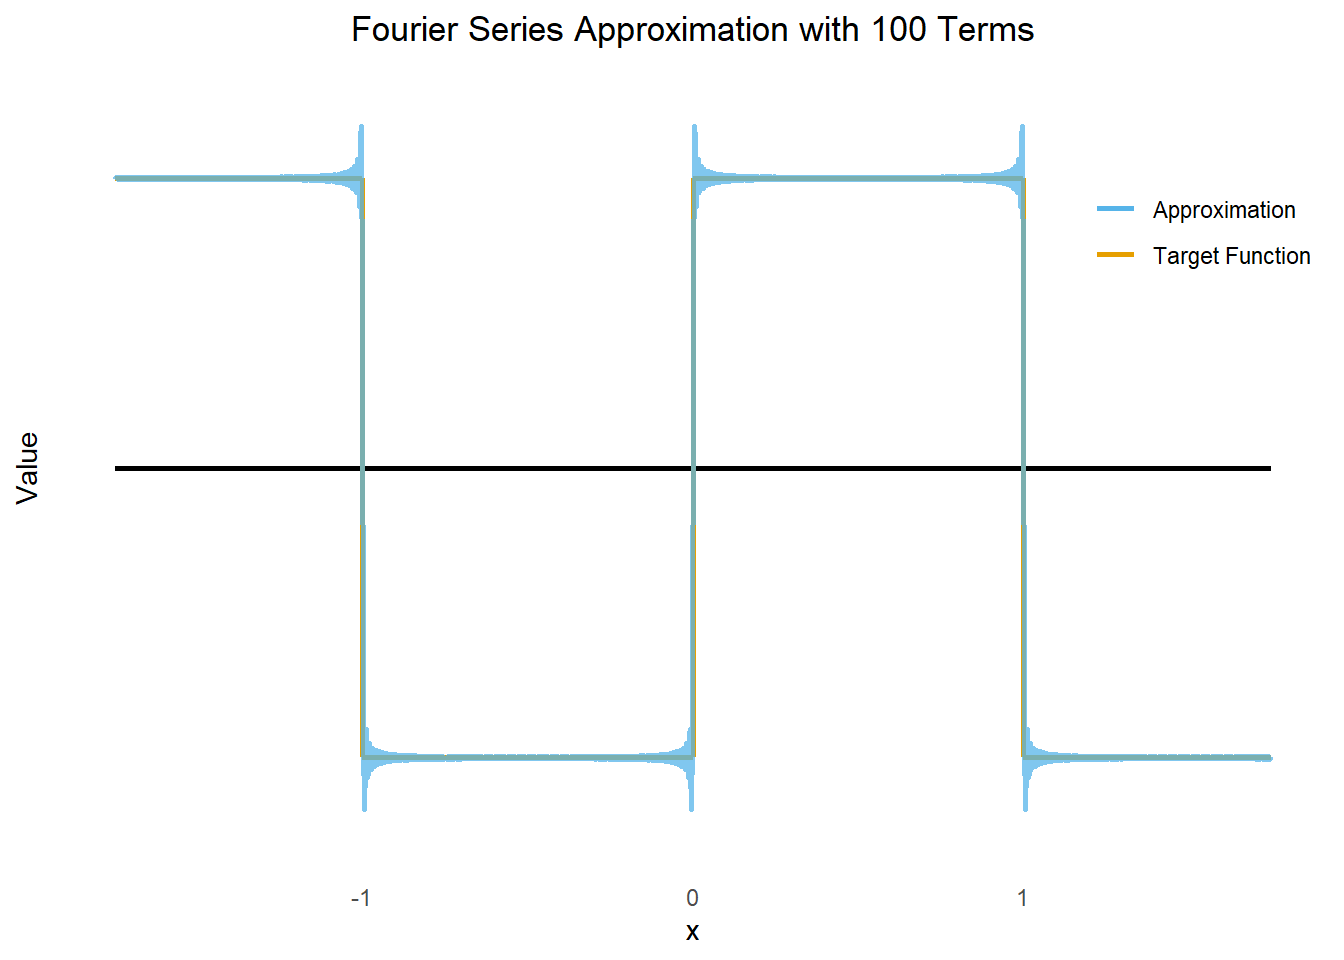 Fourier Series Approximation with 100 Terms
Approximation
Target Function
Value
-1 0 1
x